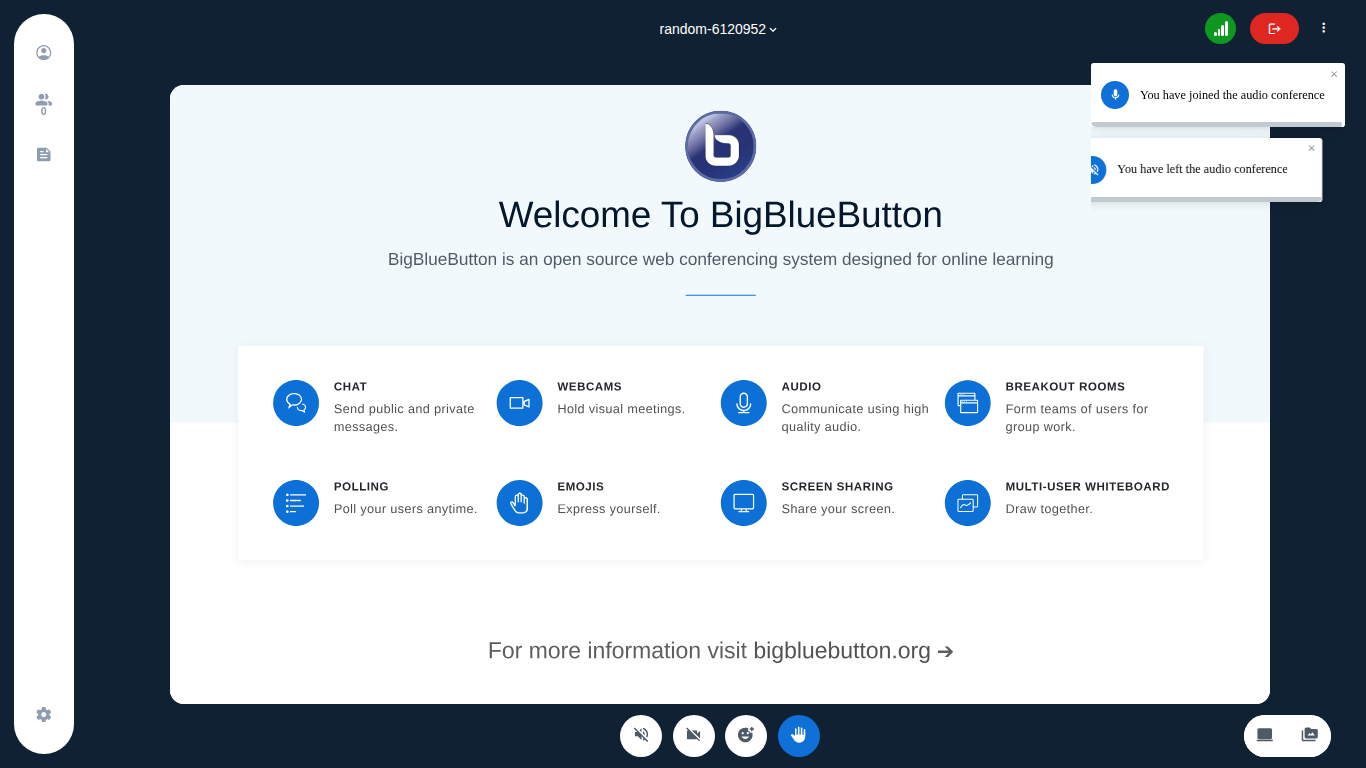 random-6120952
0
You have joined the audio conference
You have left the audio conference
Welcome To BigBlueButton
BigBlueButton is an open source web conferencing system designed for online learning
CHAT
Send public and private
messages.
WEBCAMS
Hold visual meetings.
AUDIO
Communicate using high
quality audio.
BREAKOUT ROOMS
Form teams of users for
group work.
POLLING
Poll your users anytime.
EMOJIS
Express yourself.
SCREEN SHARING
Share your screen.
MULTI-USER WHITEBOARD
Draw together.
For more information visit bigbluebutton.org ➔